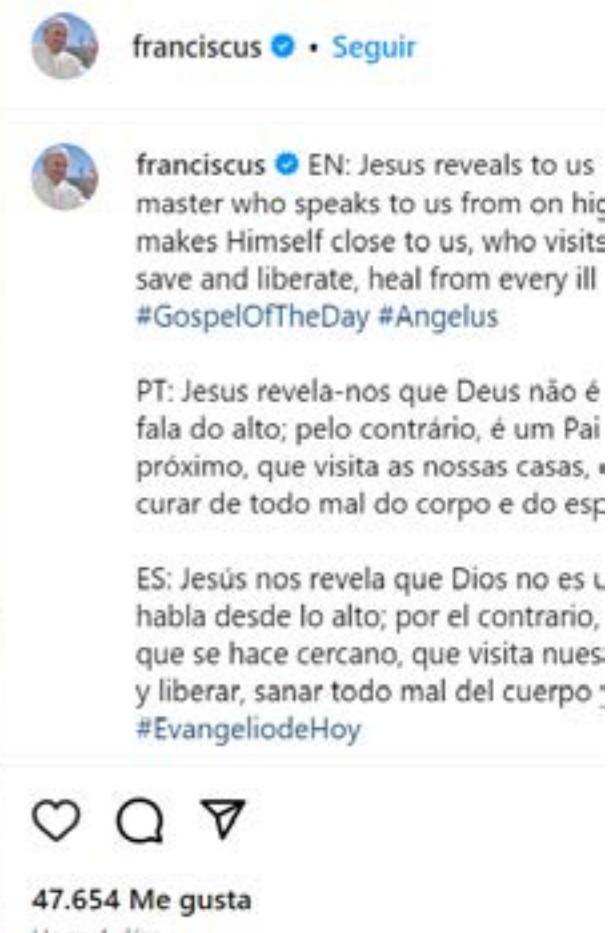 franciscus • Seguir
franciscus EN: Jesus reveals to us
master who speaks to us from on hig
makes Himself close to us, who visits
save and liberate, heal from every ill
#GospelOfTheDay #Angelus
PT: Jesus revela-nos que Deus não é
fala do alto; pelo contrário, é um Pai
próximo, que visita as nossas casas,
curar de todo mal do corpo e do esp
ES: Jesús nos revela que Dios no es u
habla desde lo alto; por el contrario,
que se hace cercano, que visita nues
y liberar, sanar todo mal del cuerpo
#EvangeliodeHoy
47.654 Me gusta